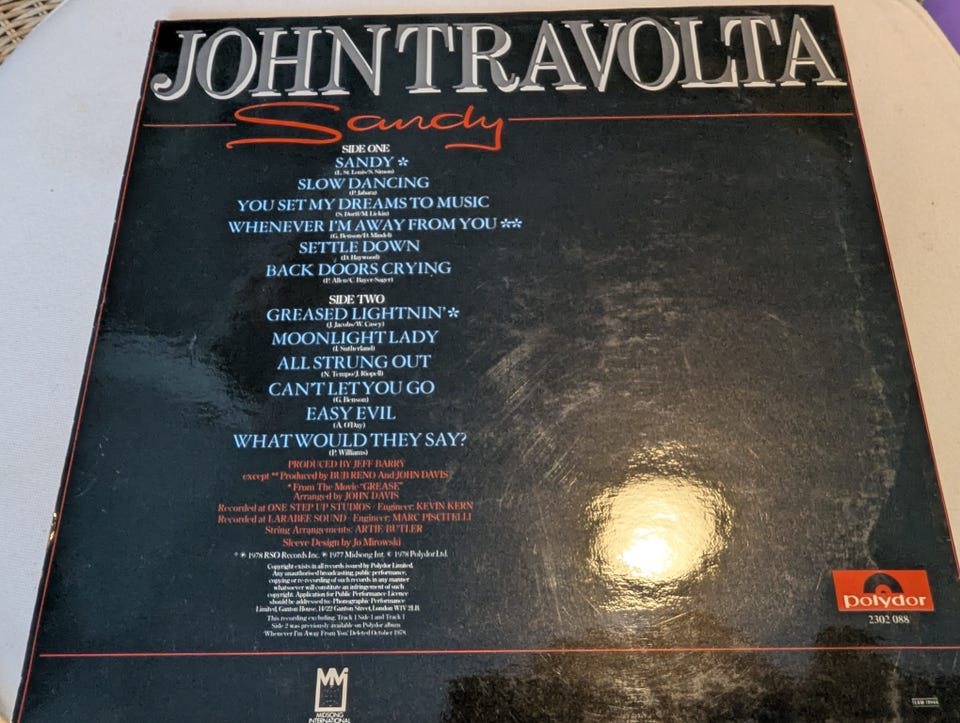 JOHN TRAVOLTA
Sandy
SIDE ONE
SANDY *
(L. St. Louis/S. Simon)
SLOW DANCING
(P. Jabara)
YOU SET MY DREAMS TO MUSIC
(S. Dorff/M. Lickin)
WHENEVER I'M AWAY FROM YOU **
(G. Benson/D. Mindel)
SETTLE DOWN
(D. Haywood)
BACK DOORS CRYING
(P. Allen/C. Bayer-Sager)
SIDE TWO
GREASED LIGHTNIN' *
(J. Jacobs/W. Casey)
MOONLIGHT LADY
(I. Sutherland)
ALL STRUNG OUT
(N. Tempo/J. Riopell)
CAN'T LET YOU GO
(G. Benson)
EASY EVIL
(A. O'Day)
WHAT WOULD THEY SAY?
(P. Williams)
PRODUCED BY JEFF BARRY
except ** Produced by BUB RENO And JOHN DAVIS
* From The Movie "GREASE"
Arranged by JOHN DAVIS
Recorded at ONE STEP UP STUDIOS - Engineer: KEVIN KERN
Recorded at LARABEE SOUND - Engineer: MARC PISCITELLI
String Arrangements: ARTIE BUTLER
Sleeve Design by Jo Mirowski
1978 RSO Records Inc. 1977 Midsong Int. 1978 Polydor Ltd.
Copyright exists in all records issued by Polydor Limited.
Any unauthorised broadcasting, public performance,
copying or re-recording of such records in any manner
whatsoever will constitute an infringement of such
copyright. Application for Public Performance Licence
should be addressed to: Phonographic Performance
Limited, Ganton House, 14/22 Ganton Street, London W1V 2LB.
This recording excluding Track 1 Side 1 and Track 1
Side 2 was previously available on Polydor album
'Whenever I'm Away From You' Deleted October 1978.
polydor
2302 088
MIDSONG
INTERNATIONAL